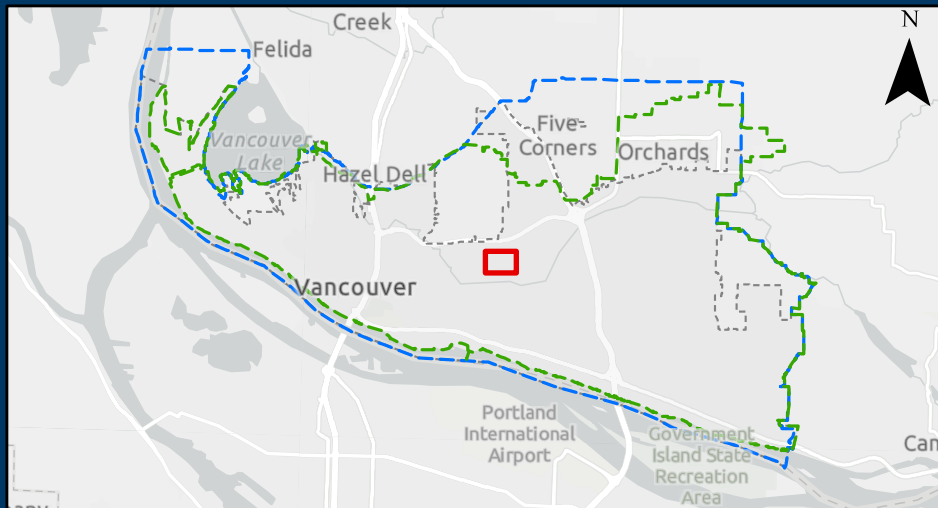 N
Creek
Felida
Vancouver
Lake
Five-
Corners
Orchards
Hazel Dell
Vancouver
Portland
International
Airport
Government
Island State
Recreation
Area
Cam